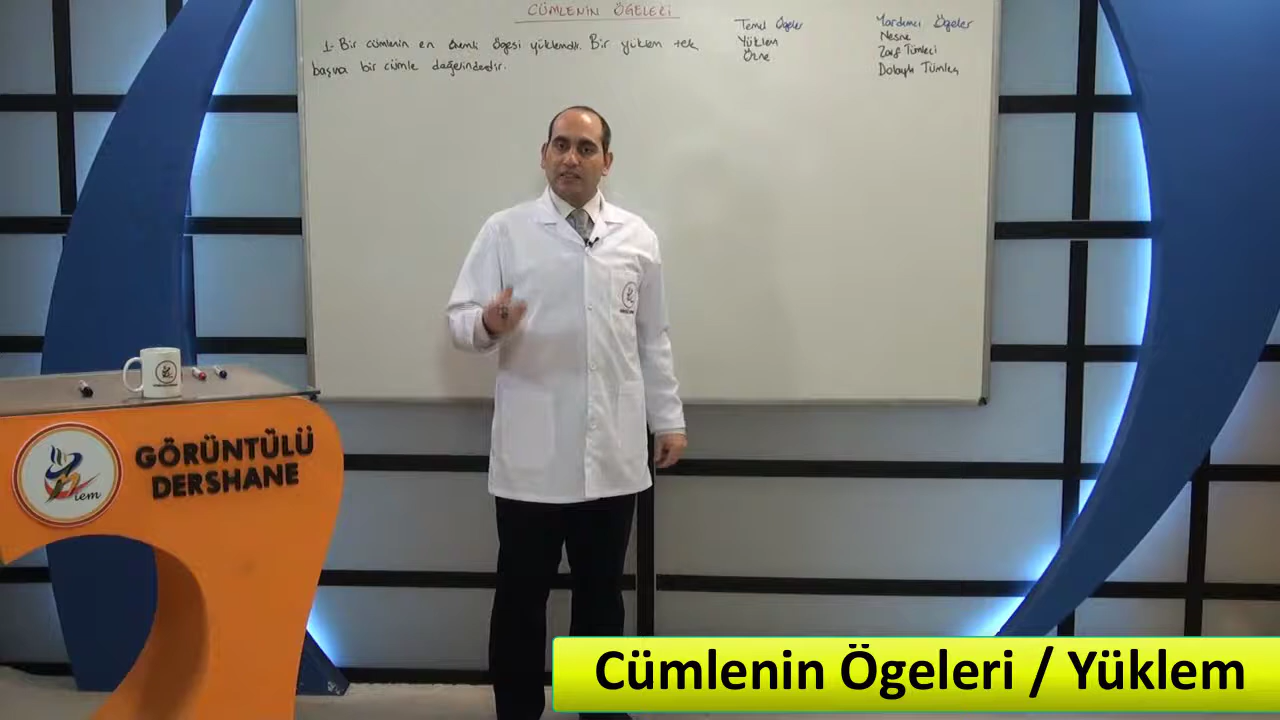 CÜMLENİN ÖGELERİ
1- Bir cümlenin en önemli ögesi yüklemdir. Bir yüklem tek
başına bir cümle değerindedir.
Temel Ögeler
Yüklem
Özne
Yardımcı Ögeler
Nesne
Zarf Tümleci
Dolaylı Tümleç
GÖRÜNTÜLÜ
DERSHANE
Cümlenin Ögeleri / Yüklem